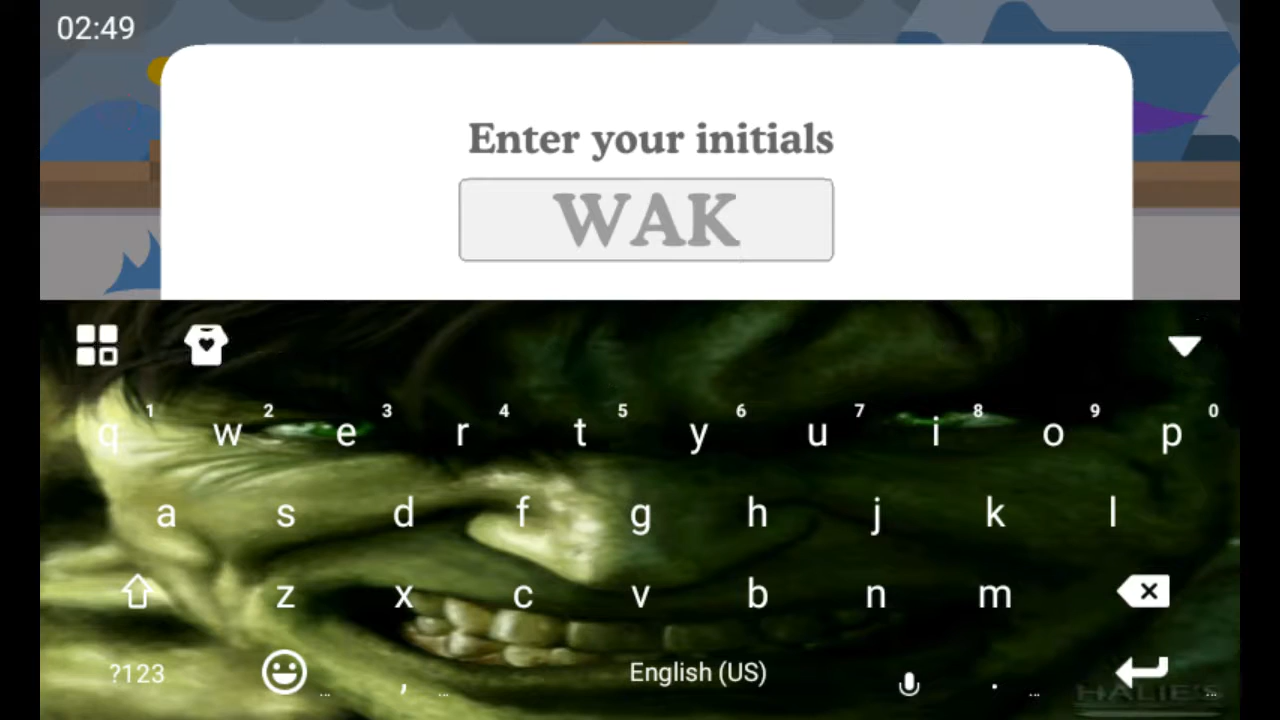 02:49
Enter your initials
WAK
1 2 3 4 5 6 7 8 9 0
q w e r t y u i o p
a s d f g h j k l
z x c v b n m
?123 , English (US) .
HALIE'S